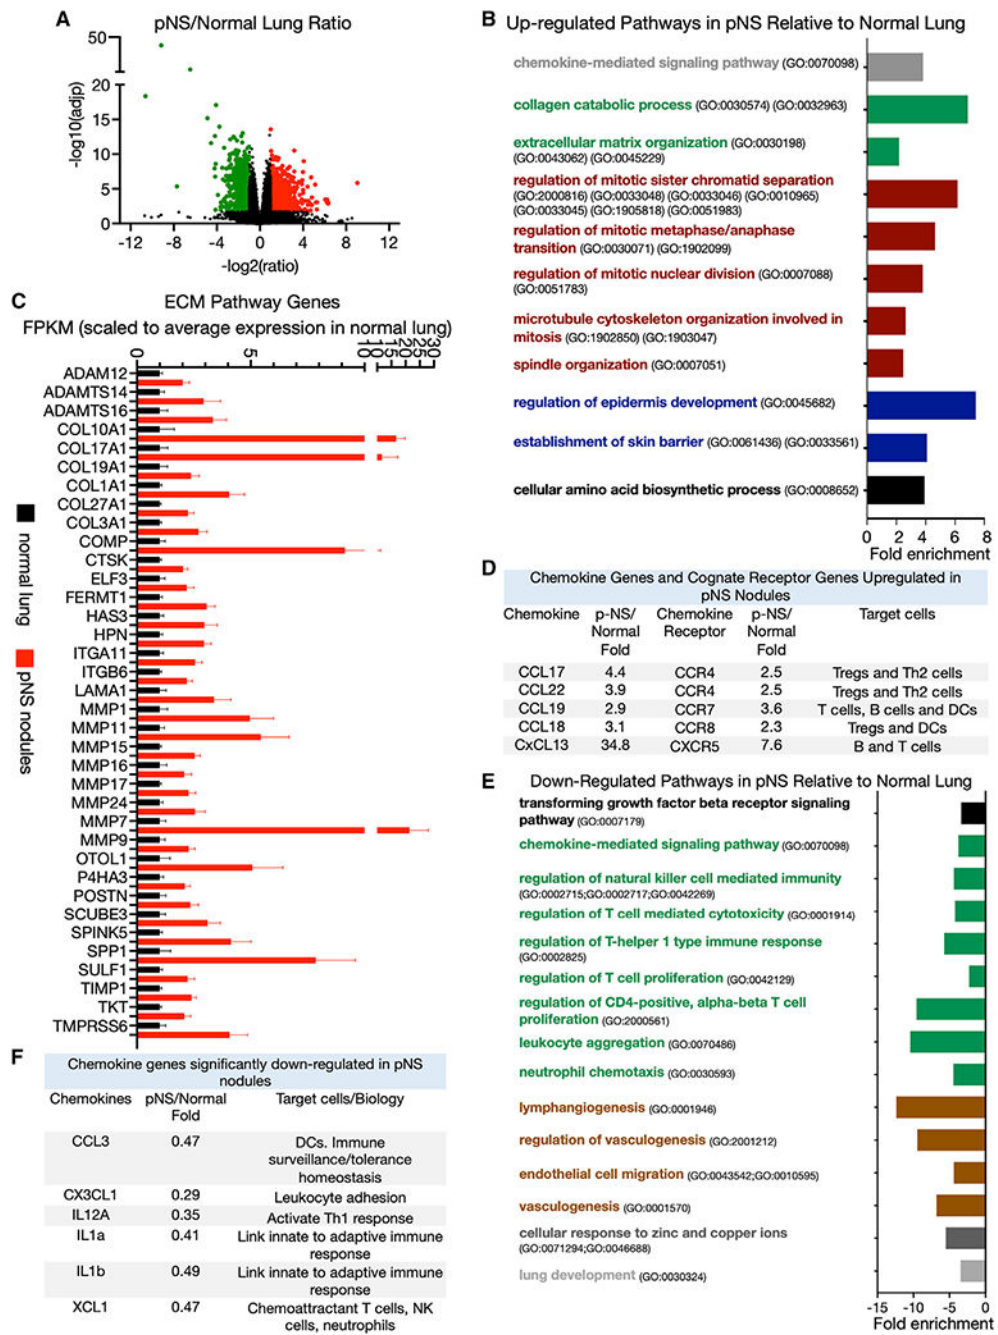 A
pNS/Normal Lung Ratio
-log10(adjp)
50
20
15
10
5
0
-12
-8
-4
0
4
8
12
-log2(ratio)
B
Up-regulated Pathways in pNS Relative to Normal Lung
chemokine-mediated signaling pathway (GO:0070098)
collagen catabolic process (GO:0030574) (GO:0032963)
extracellular matrix organization (GO:0030198)
(GO:0043062) (GO:0045229)
regulation of mitotic sister chromatid separation
(GO:2000816) (GO:0033048) (GO:0033046) (GO:0010965)
(GO:0033045) (GO:1905818) (GO:0051983)
regulation of mitotic metaphase/anaphase
transition (GO:0030071) (GO:1902099)
regulation of mitotic nuclear division (GO:0007088)
(GO:0051783)
microtubule cytoskeleton organization involved in
mitosis (GO:1902850) (GO:1903047)
spindle organization (GO:0007051)
regulation of epidermis development (GO:0045682)
establishment of skin barrier (GO:0061436) (GO:0033561)
cellular amino acid biosynthetic process (GO:0008652)
0 2 4 6 8
Fold enrichment
C
ECM Pathway Genes
FPKM (scaled to average expression in normal lung)
0
5
10
10
15
20
25
30
ADAM12
ADAMTS14
ADAMTS16
COL10A1
COL17A1
COL19A1
COL1A1
COL27A1
COL3A1
COMP
CTSK
ELF3
FERMT1
HAS3
HPN
ITGA11
ITGB6
LAMA1
MMP1
MMP11
MMP15
MMP16
MMP17
MMP24
MMP7
MMP9
OTOL1
P4HA3
POSTN
SCUBE3
SPINK5
SPP1
SULF1
TIMP1
TKT
TMPRSS6
normal lung
pNS nodules
D
Chemokine Genes and Cognate Receptor Genes Upregulated in
pNS Nodules
Chemokine p-NS/ Chemokine p-NS/ Target cells
Normal Receptor Normal
Fold Fold
CCL17 4.4 CCR4 2.5 Tregs and Th2 cells
CCL22 3.9 CCR4 2.5 Tregs and Th2 cells
CCL19 2.9 CCR7 3.6 T cells, B cells and DCs
CCL18 3.1 CCR8 2.3 Tregs and DCs
CxCL13 34.8 CXCR5 7.6 B and T cells
E
Down-Regulated Pathways in pNS Relative to Normal Lung
transforming growth factor beta receptor signaling
pathway (GO:0007179)
chemokine-mediated signaling pathway (GO:0070098)
regulation of natural killer cell mediated immunity
(GO:0002715;GO:0002717;GO:0042269)
regulation of T cell mediated cytotoxicity (GO:0001914)
regulation of T-helper 1 type immune response
(GO:0002825)
regulation of T cell proliferation (GO:0042129)
regulation of CD4-positive, alpha-beta T cell
proliferation (GO:2000561)
leukocyte aggregation (GO:0070486)
neutrophil chemotaxis (GO:0030593)
lymphangiogenesis (GO:0001946)
regulation of vasculogenesis (GO:2001212)
endothelial cell migration (GO:0043542;GO:0010595)
vasculogenesis (GO:0001570)
cellular response to zinc and copper ions
(GO:0071294;GO:0046688)
lung development (GO:0030324)
-15 -10 -5 0
Fold enrichment
F
Chemokine genes significantly down-regulated in pNS
nodules
Chemokines pNS/Normal Target cells/Biology
Fold
CCL3 0.47 DCs. Immune
surveillance/tolerance
homeostasis
CX3CL1 0.29 Leukocyte adhesion
IL12A 0.35 Activate Th1 response
IL1a 0.41 Link innate to adaptive immune
response
IL1b 0.49 Link innate to adaptive immune
response
XCL1 0.47 Chemoattractant T cells, NK
cells, neutrophils